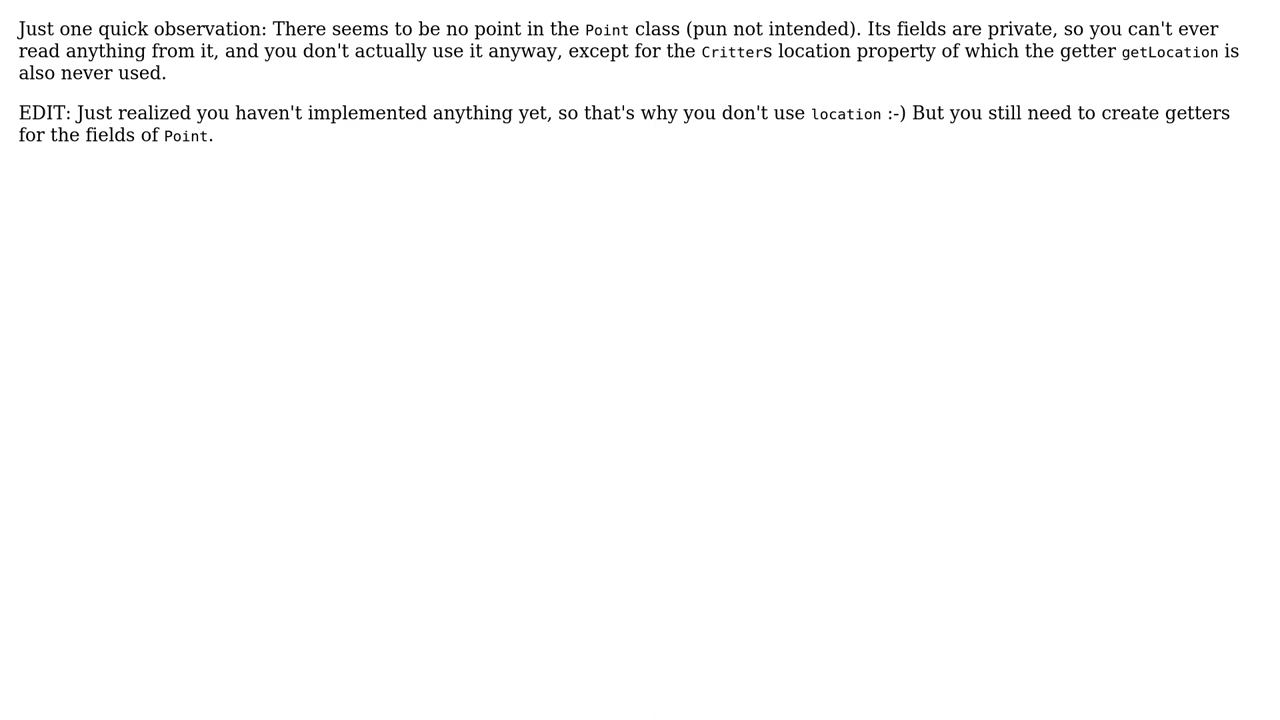 Just one quick observation: There seems to be no point in the Point class (pun not intended). Its fields are private, so you can't ever
read anything from it, and you don't actually use it anyway, except for the Critters location property of which the getter getLocation is
also never used.
EDIT: Just realized you haven't implemented anything yet, so that's why you don't use location :-) But you still need to create getters
for the fields of Point.